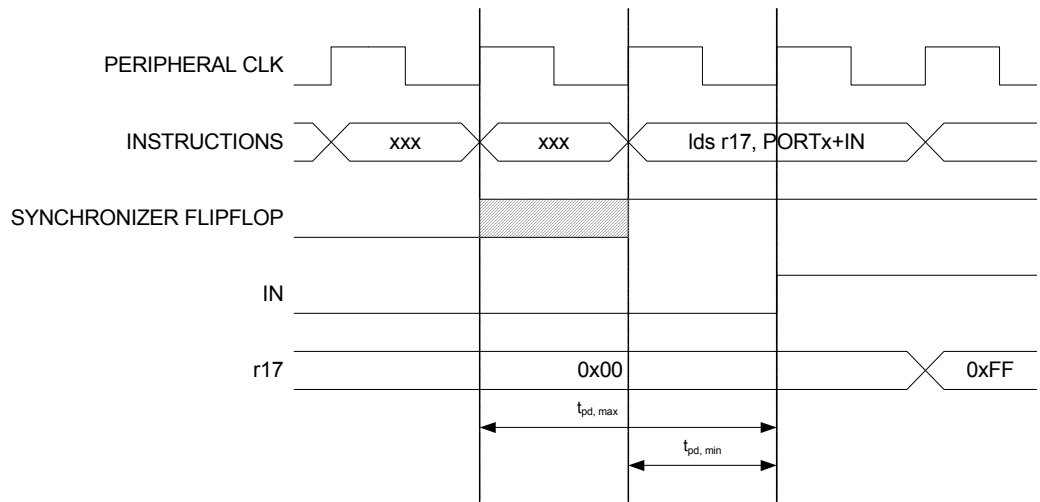 PERIPHERAL CLK
INSTRUCTIONS xxx xxx lds r17, PORTx+IN
SYNCHRONIZER FLIPFLOP
IN
r17 0x00 0xFF
tpd, max
tpd, min